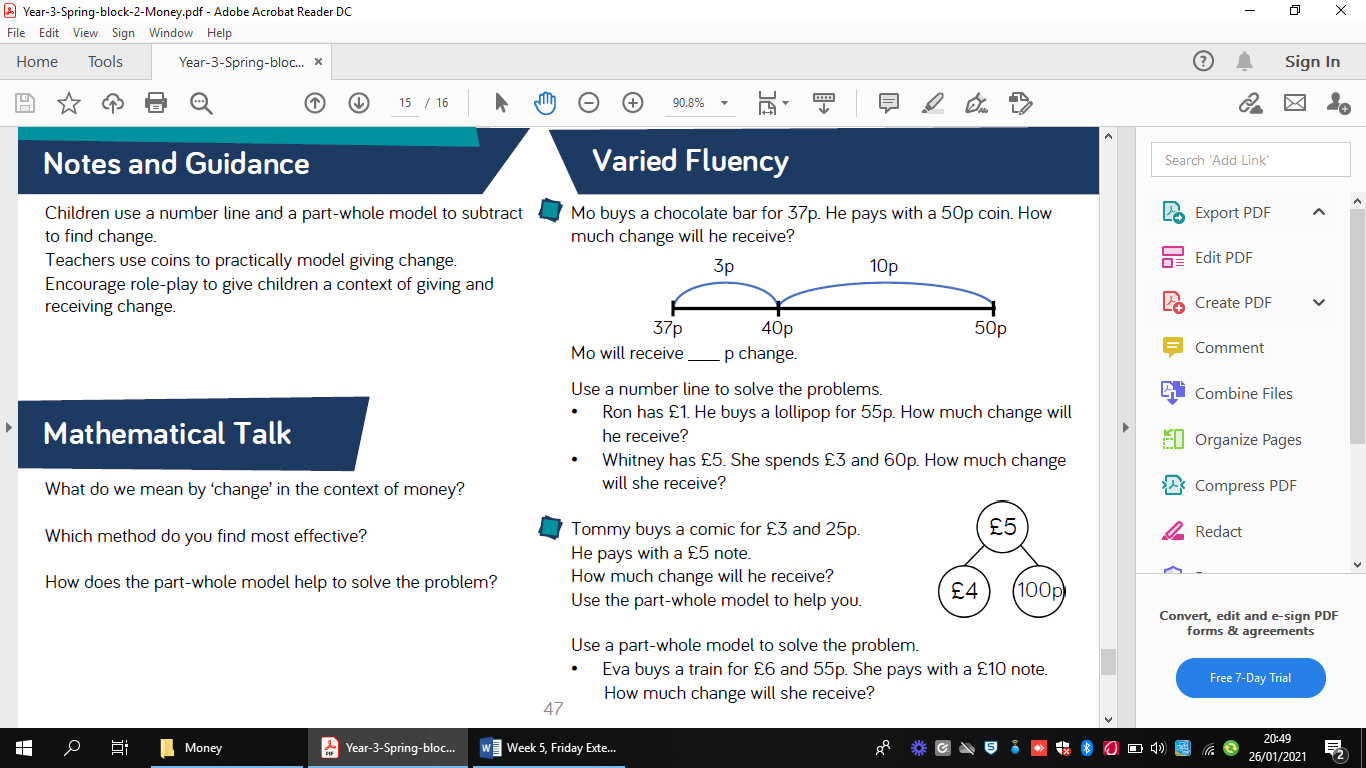 Year-3-Spring-block-2-Money.pdf - Adobe Acrobat Reader DC
File Edit View Sign Window Help
Home Tools Year-3-Spring-bloc... × Sign In
15 / 16 90.8%
Notes and Guidance
Children use a number line and a part-whole model to subtract
to find change.
Teachers use coins to practically model giving change.
Encourage role-play to give children a context of giving and
receiving change.
Mathematical Talk
What do we mean by ‘change’ in the context of money?
Which method do you find most effective?
How does the part-whole model help to solve the problem?
Varied Fluency
Mo buys a chocolate bar for 37p. He pays with a 50p coin. How
much change will he receive?
3p 10p
37p 40p 50p
Mo will receive ___ p change.
Use a number line to solve the problems.
• Ron has £1. He buys a lollipop for 55p. How much change will
he receive?
• Whitney has £5. She spends £3 and 60p. How much change
will she receive?
Tommy buys a comic for £3 and 25p.
He pays with a £5 note.
How much change will he receive?
Use the part-whole model to help you.
£5
£4 100p
Use a part-whole model to solve the problem.
• Eva buys a train for £6 and 55p. She pays with a £10 note.
How much change will she receive?
47
Search 'Add Link'
Export PDF
Edit PDF
Create PDF
Comment
Combine Files
Organize Pages
Compress PDF
Redact
Convert, edit and e-sign PDF
forms & agreements
Free 7-Day Trial
Money
Year-3-Spring-bloc...
Week 5, Friday Exte...
20:49
26/01/2021
2